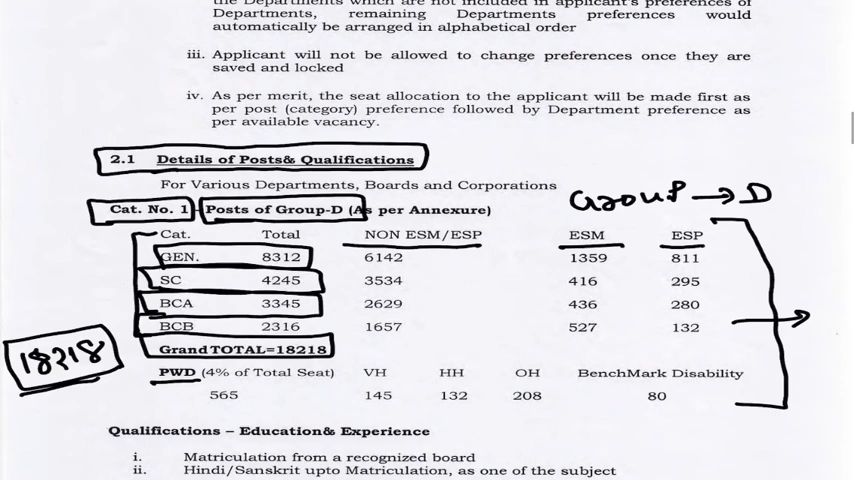 the Departments which are not included in applicant's preferences of
Departments, remaining Departments preferences would
automatically be arranged in alphabetical order
iii. Applicant will not be allowed to change preferences once they are
saved and locked
iv. As per merit, the seat allocation to the applicant will be made first as
per post (category) preference followed by Department preference as
per available vacancy.
2.1 Details of Posts& Qualifications
For Various Departments, Boards and Corporations
Group → D
Cat. No. 1 Posts of Group-D (As per Annexure)
Cat. Total NON ESM/ESP ESM ESP
GEN. 8312 6142 1359 811
SC 4245 3534 416 295
BCA 3345 2629 436 280
BCB 2316 1657 527 132
Grand TOTAL=18218
18218
PWD (4% of Total Seat) VH HH OH BenchMark Disability
565 145 132 208 80
Qualifications – Education& Experience
i. Matriculation from a recognized board
ii. Hindi/Sanskrit upto Matriculation, as one of the subject